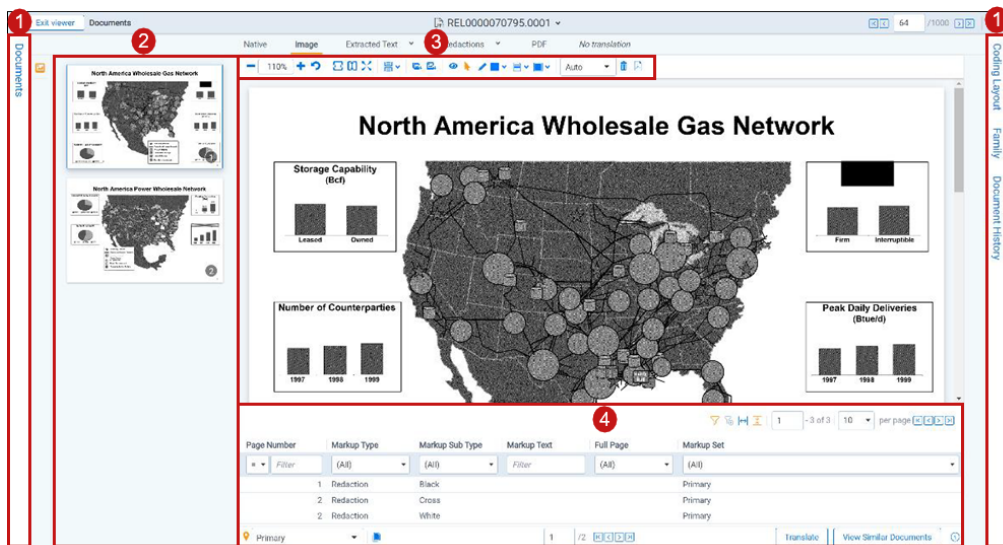 1
Exit viewer
Documents
REL0000070795.0001
64 /1000
1
Documents
2
Native
Image
Extracted Text
3
Redactions
PDF
No translation
110%
Auto
North America Wholesale Gas Network
1
North America Power Wholesale Network
2
North America Wholesale Gas Network
Storage Capability
(Bcf)
Leased Owned
Firm Interruptible
Number of Counterparties
1997 1998 1999
Peak Daily Deliveries
(Btue/d)
1997 1998 1999
Coding Layout
Family
Document History
4
1 - 3 of 3 10 per page
Page Number Markup Type Markup Sub Type Markup Text Full Page Markup Set
= Filter (All) (All) Filter (All) (All)
1 Redaction Black Primary
2 Redaction Cross Primary
2 Redaction White Primary
Primary 1 /2 Translate View Similar Documents